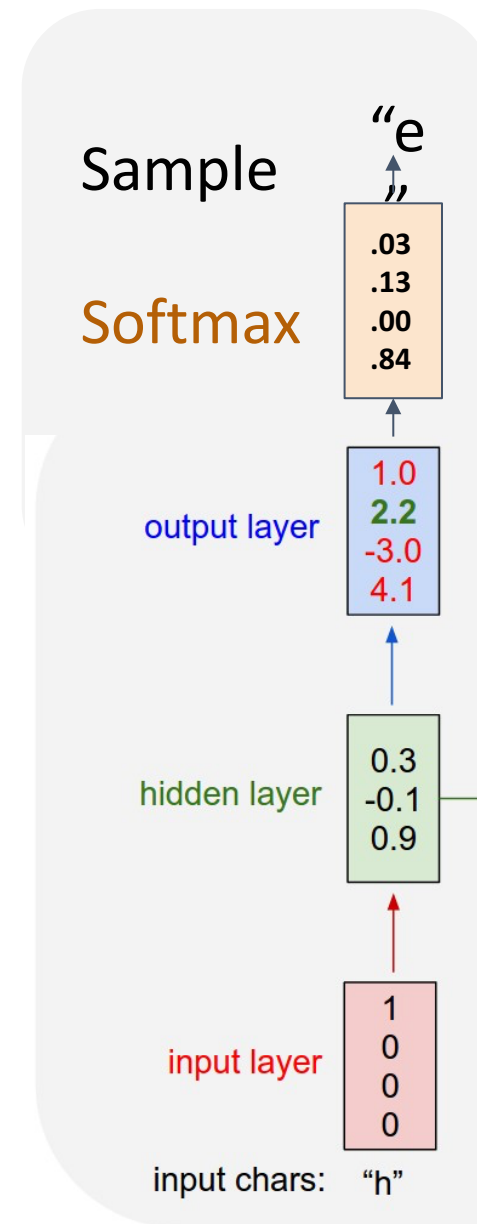 “e
”
Sample
.03
.13
.00
.84
Softmax
1.0
2.2
-3.0
4.1
output layer
0.3
-0.1
0.9
hidden layer
1
0
0
0
input layer
input chars: “h”